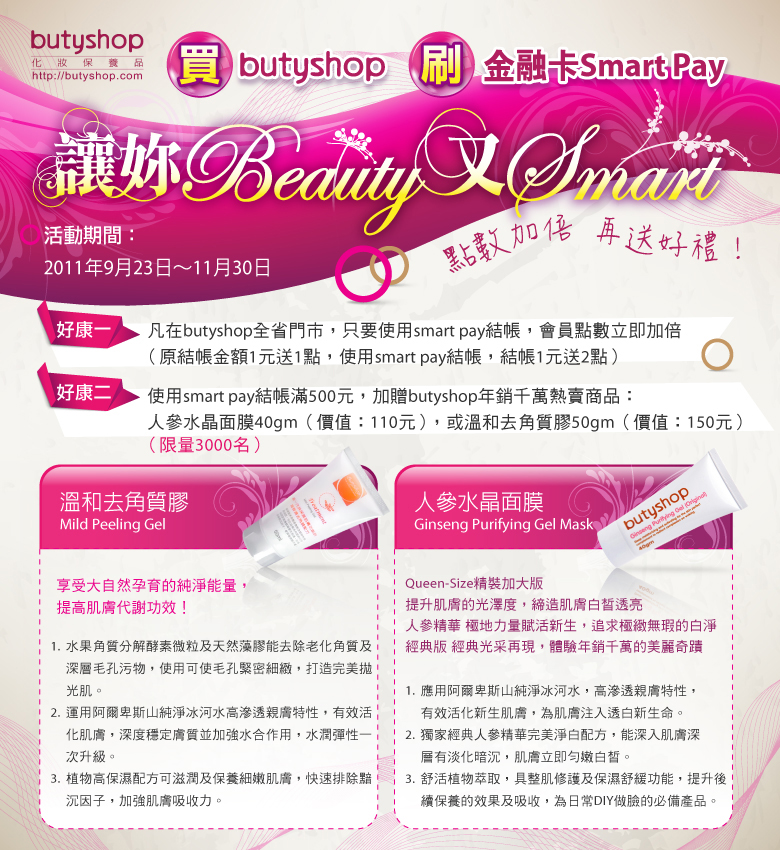 butyshop
化妝保養品
http://butyshop.com
買 butyshop 刷 金融卡Smart Pay
讓妳Beauty又Smart
點數加倍 再送好禮！
活動期間：
2011年9月23日～11月30日
好康一
凡在butyshop全省門市，只要使用smart pay結帳，會員點數立即加倍
（原結帳金額1元送1點，使用smart pay結帳，結帳1元送2點）
好康二
使用smart pay結帳滿500元，加贈butyshop年銷千萬熱賣商品：
人參水晶面膜40gm（價值：110元），或溫和去角質膠50gm（價值：150元）
（限量3000名）
溫和去角質膠
Mild Peeling Gel
享受大自然孕育的純淨能量，
提高肌膚代謝功效！
1. 水果角質分解酵素微粒及天然藻膠能去除老化角質及
深層毛孔污物，使用可使毛孔緊密細緻，打造完美拋
光肌。
2. 運用阿爾卑斯山純淨冰河水高滲透親膚特性，有效活
化肌膚，深度穩定膚質並加強水合作用，水潤彈性一
次升級。
3. 植物高保濕配方可滋潤及保養細嫩肌膚，快速排除黯
沉因子，加強肌膚吸收力。
人參水晶面膜
Ginseng Purifying Gel Mask
butyshop
Ginseng Purifying Gel (Original)
40gm
Queen-Size精裝加大版
提升肌膚的光澤度，締造肌膚白皙透亮
人參精華 極地力量賦活新生，追求極緻無瑕的白淨
經典版 經典光采再現，體驗年銷千萬的美麗奇蹟
1. 應用阿爾卑斯山純淨冰河水，高滲透親膚特性，
有效活化新生肌膚，為肌膚注入透白新生命。
2. 獨家經典人參精華完美淨白配方，能深入肌膚深
層有淡化暗沉，肌膚立即勻嫩白皙。
3. 舒活植物萃取，具整肌修護及保濕舒緩功能，提升後
續保養的效果及吸收，為日常DIY做臉的必備產品。